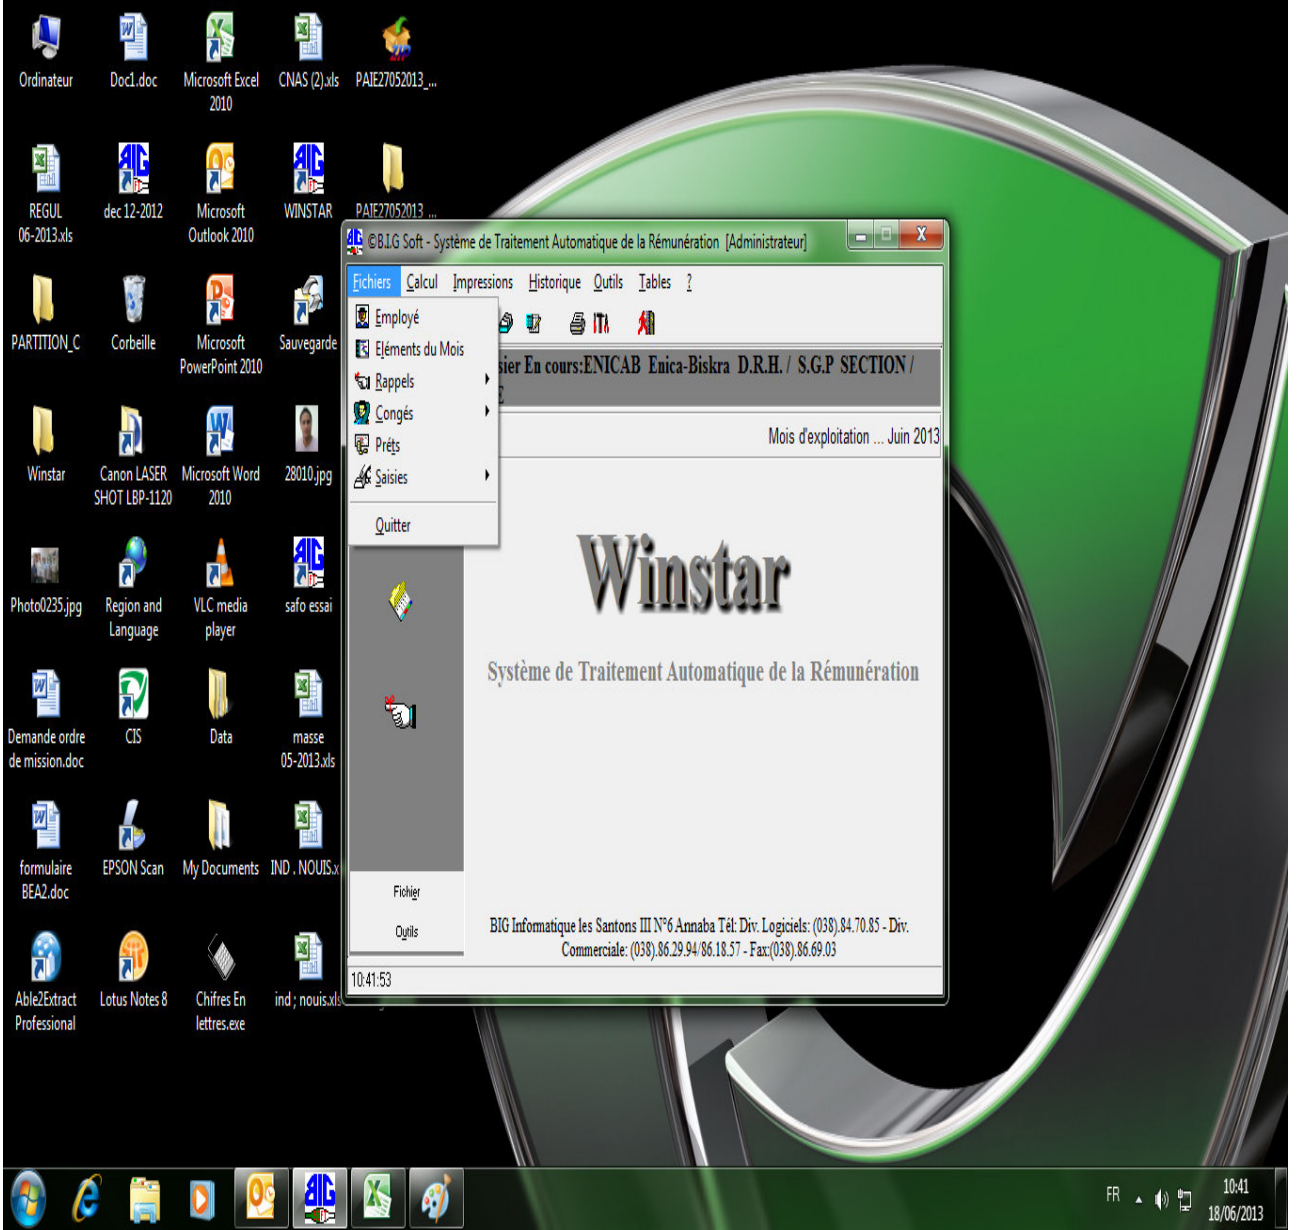 Ordinateur
Doc1.doc
Microsoft Excel
2010
CNAS (2).xls
PAIE27052013_...
REGUL
06-2013.xls
dec 12-2012
Microsoft
Outlook 2010
WINSTAR
PAIE27052013 ...
PARTITION_C
Corbeille
Microsoft
PowerPoint 2010
Sauvegarde
Winstar
Canon LASER
SHOT LBP-1120
Microsoft Word
2010
28010.jpg
Photo0235.jpg
Region and
Language
VLC media
player
safo essai
Demande ordre
de mission.doc
CIS
Data
masse
05-2013.xls
formulaire
BEA2.doc
EPSON Scan
My Documents
IND . NOUIS.x
Able2Extract
Professional
Lotus Notes 8
Chifres En
lettres.exe
ind ; nouis.xls
©B.I.G Soft - Système de Traitement Automatique de la Rémunération [Administrateur]
Fichiers Calcul Impressions Historique Outils Tables ?
Employé
Eléments du Mois
Rappels
Congés
Préts
Saisies
Quitter
sier En cours:ENICAB Enica-Biskra D.R.H. / S.G.P SECTION /
E
Mois d'exploitation ... Juin 2013
Winstar
Système de Traitement Automatique de la Rémunération
Fichier
Outils
BIG Informatique les Santons III N°6 Annaba Tél: Div. Logiciels: (038).84.70.85 - Div.
Commerciale: (038).86.29.94/86.18.57 - Fax:(038).86.69.03
10:41:53
FR
10:41
18/06/2013